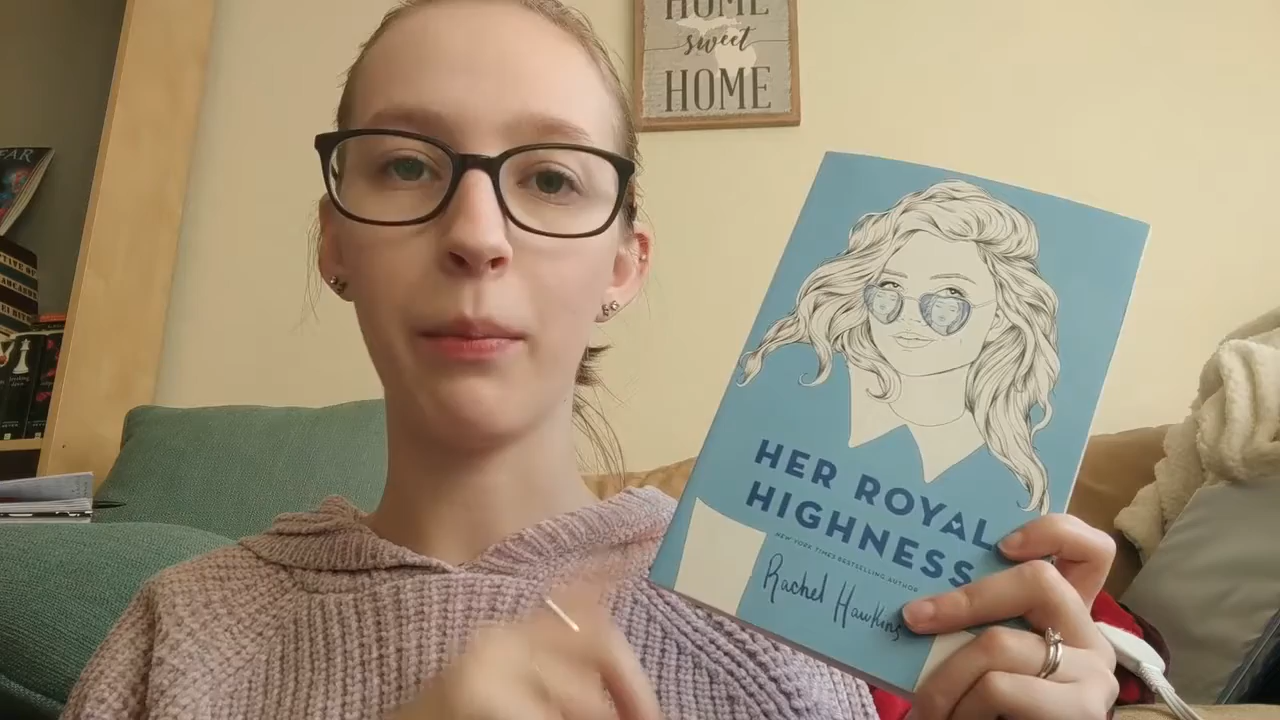 HOME
sweet
HOME
HER ROYAL
HIGHNESS
NEW YORK TIMES BESTSELLING AUTHOR
Rachel Hawkins